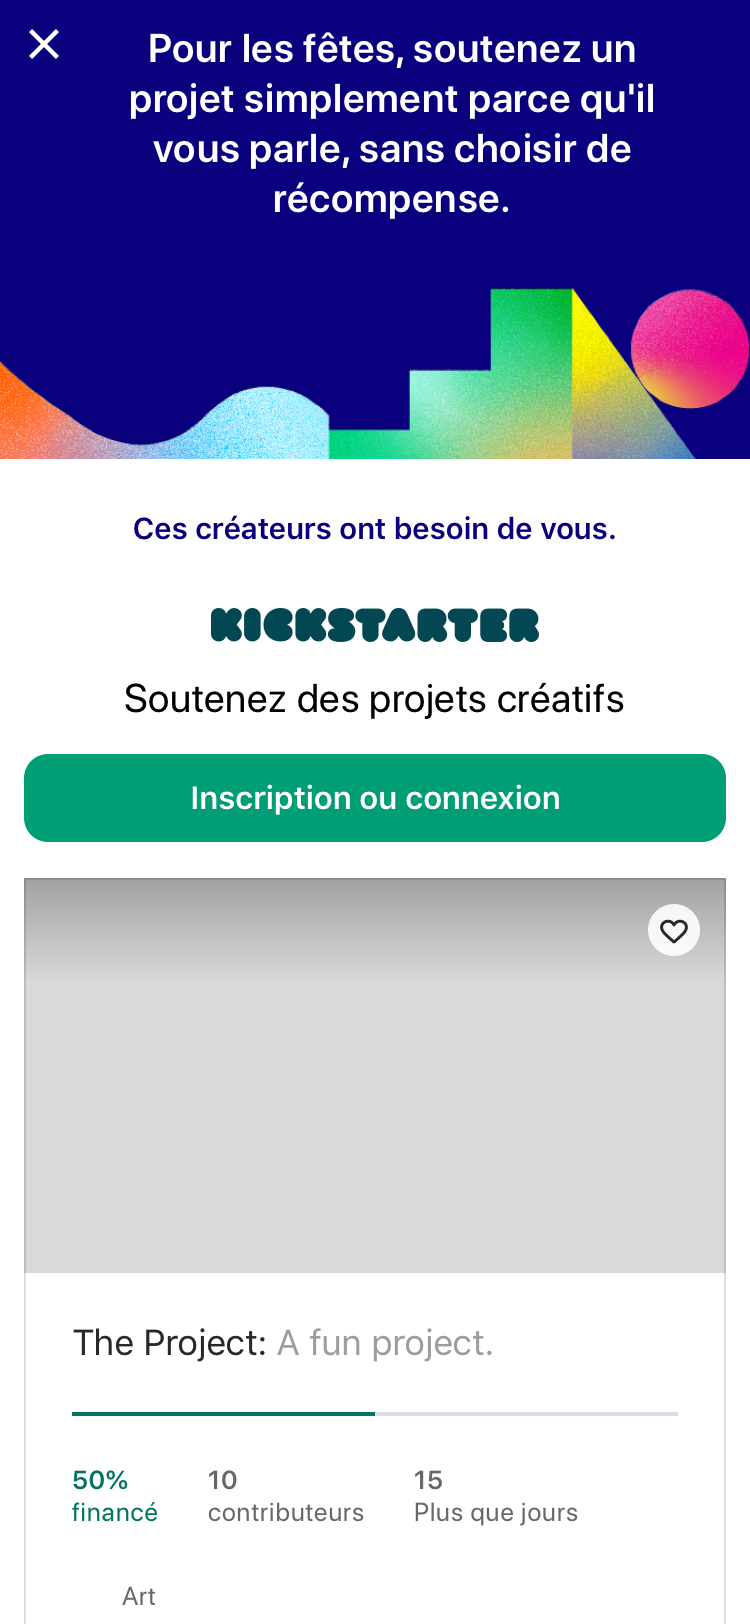 Pour les fêtes, soutenez un
projet simplement parce qu'il
vous parle, sans choisir de
récompense.
Ces créateurs ont besoin de vous.
KICKSTARTER
Soutenez des projets créatifs
Inscription ou connexion
The Project: A fun project.
50% 10 15
financé contributeurs Plus que jours
Art